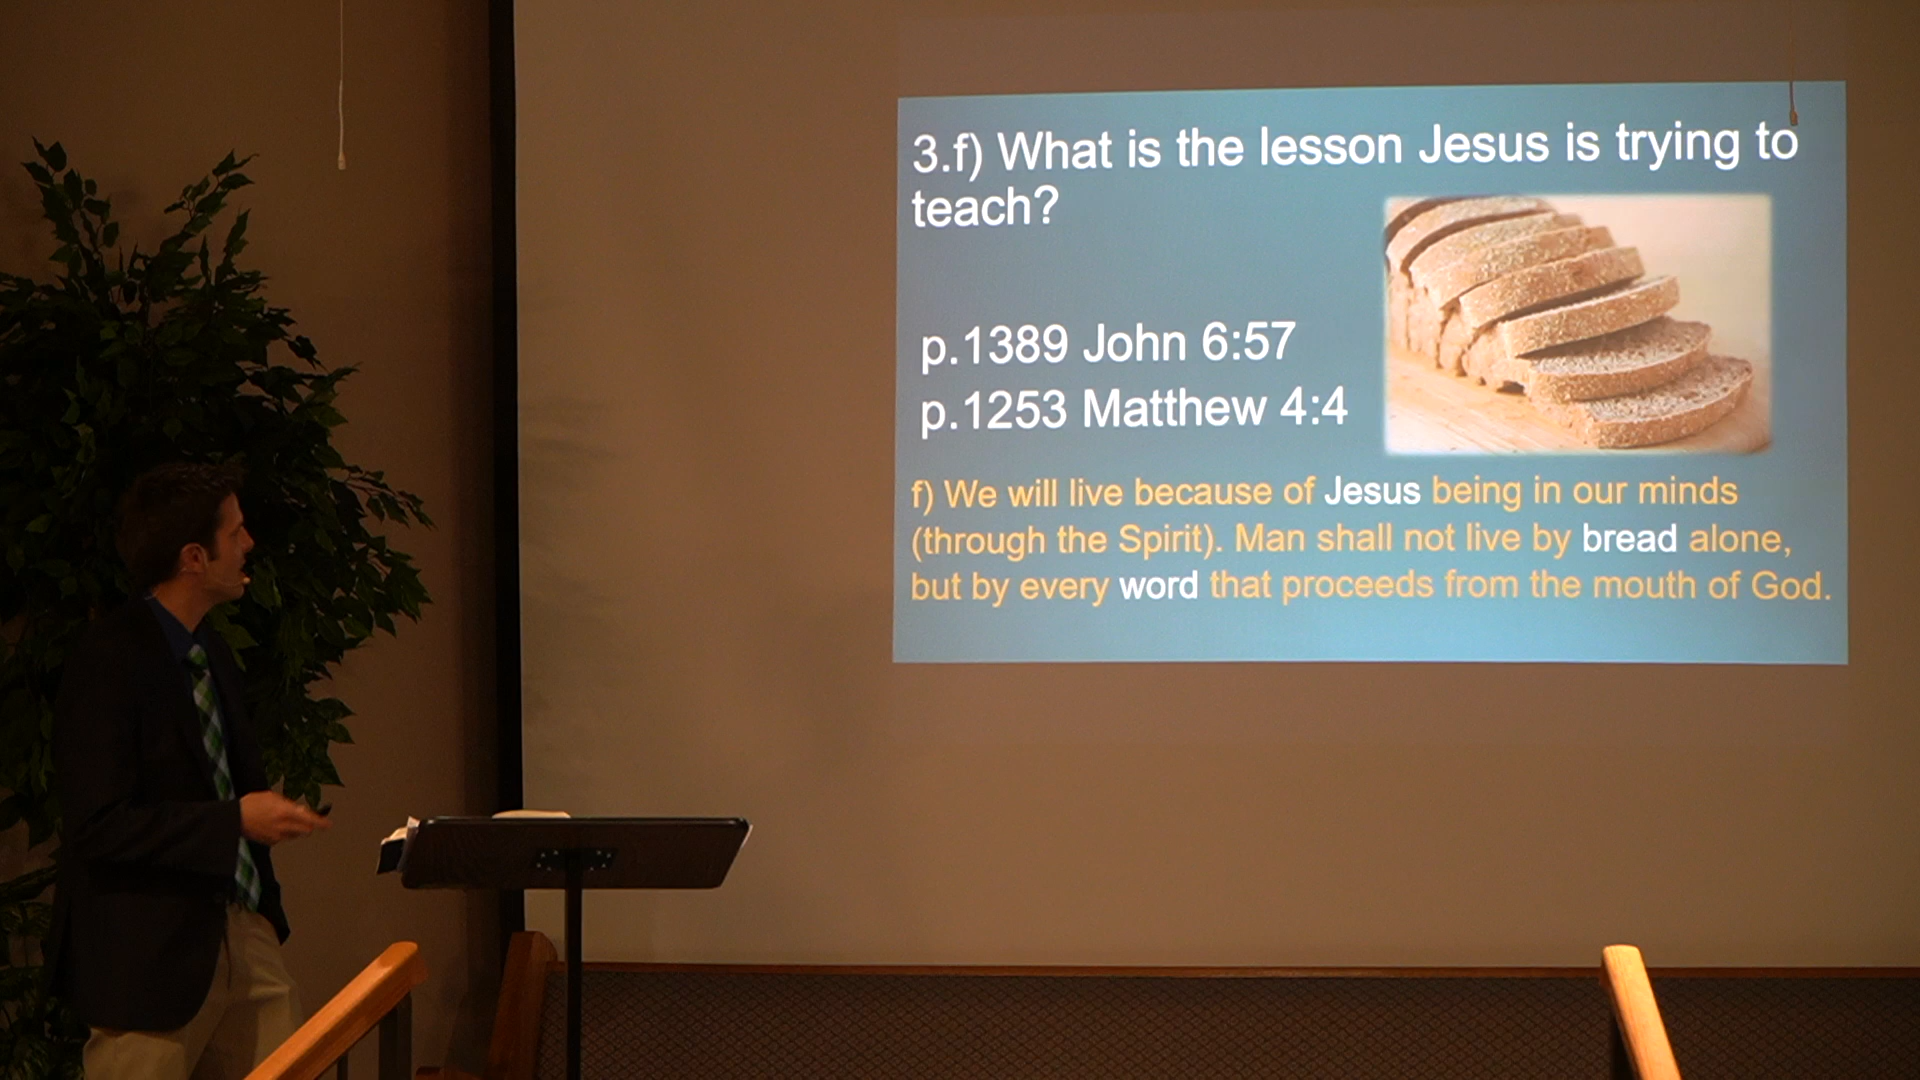 3.f) What is the lesson Jesus is trying to
teach?
p.1389 John 6:57
p.1253 Matthew 4:4
f) We will live because of Jesus being in our minds
(through the Spirit). Man shall not live by bread alone,
but by every word that proceeds from the mouth of God.